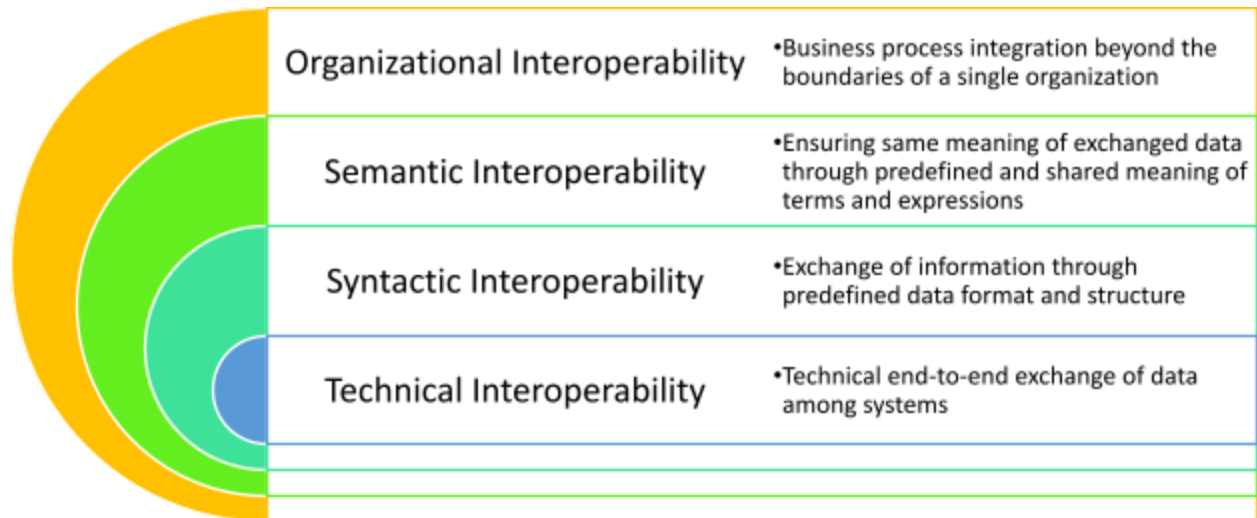 Organizational Interoperability
•Business process integration beyond the
boundaries of a single organization
Semantic Interoperability
•Ensuring same meaning of exchanged data
through predefined and shared meaning of
terms and expressions
Syntactic Interoperability
•Exchange of information through
predefined data format and structure
Technical Interoperability
•Technical end-to-end exchange of data
among systems